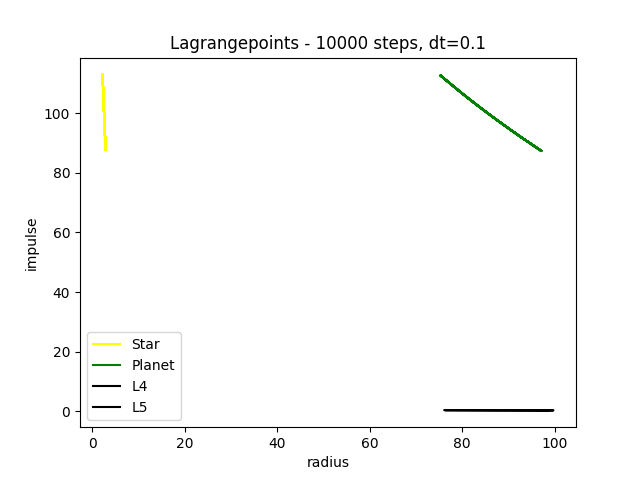 Lagrangepoints - 10000 steps, dt=0.1
impulse
100
80
60
40
20
0
Star
Planet
L4
L5
0 20 40 60 80 100
radius